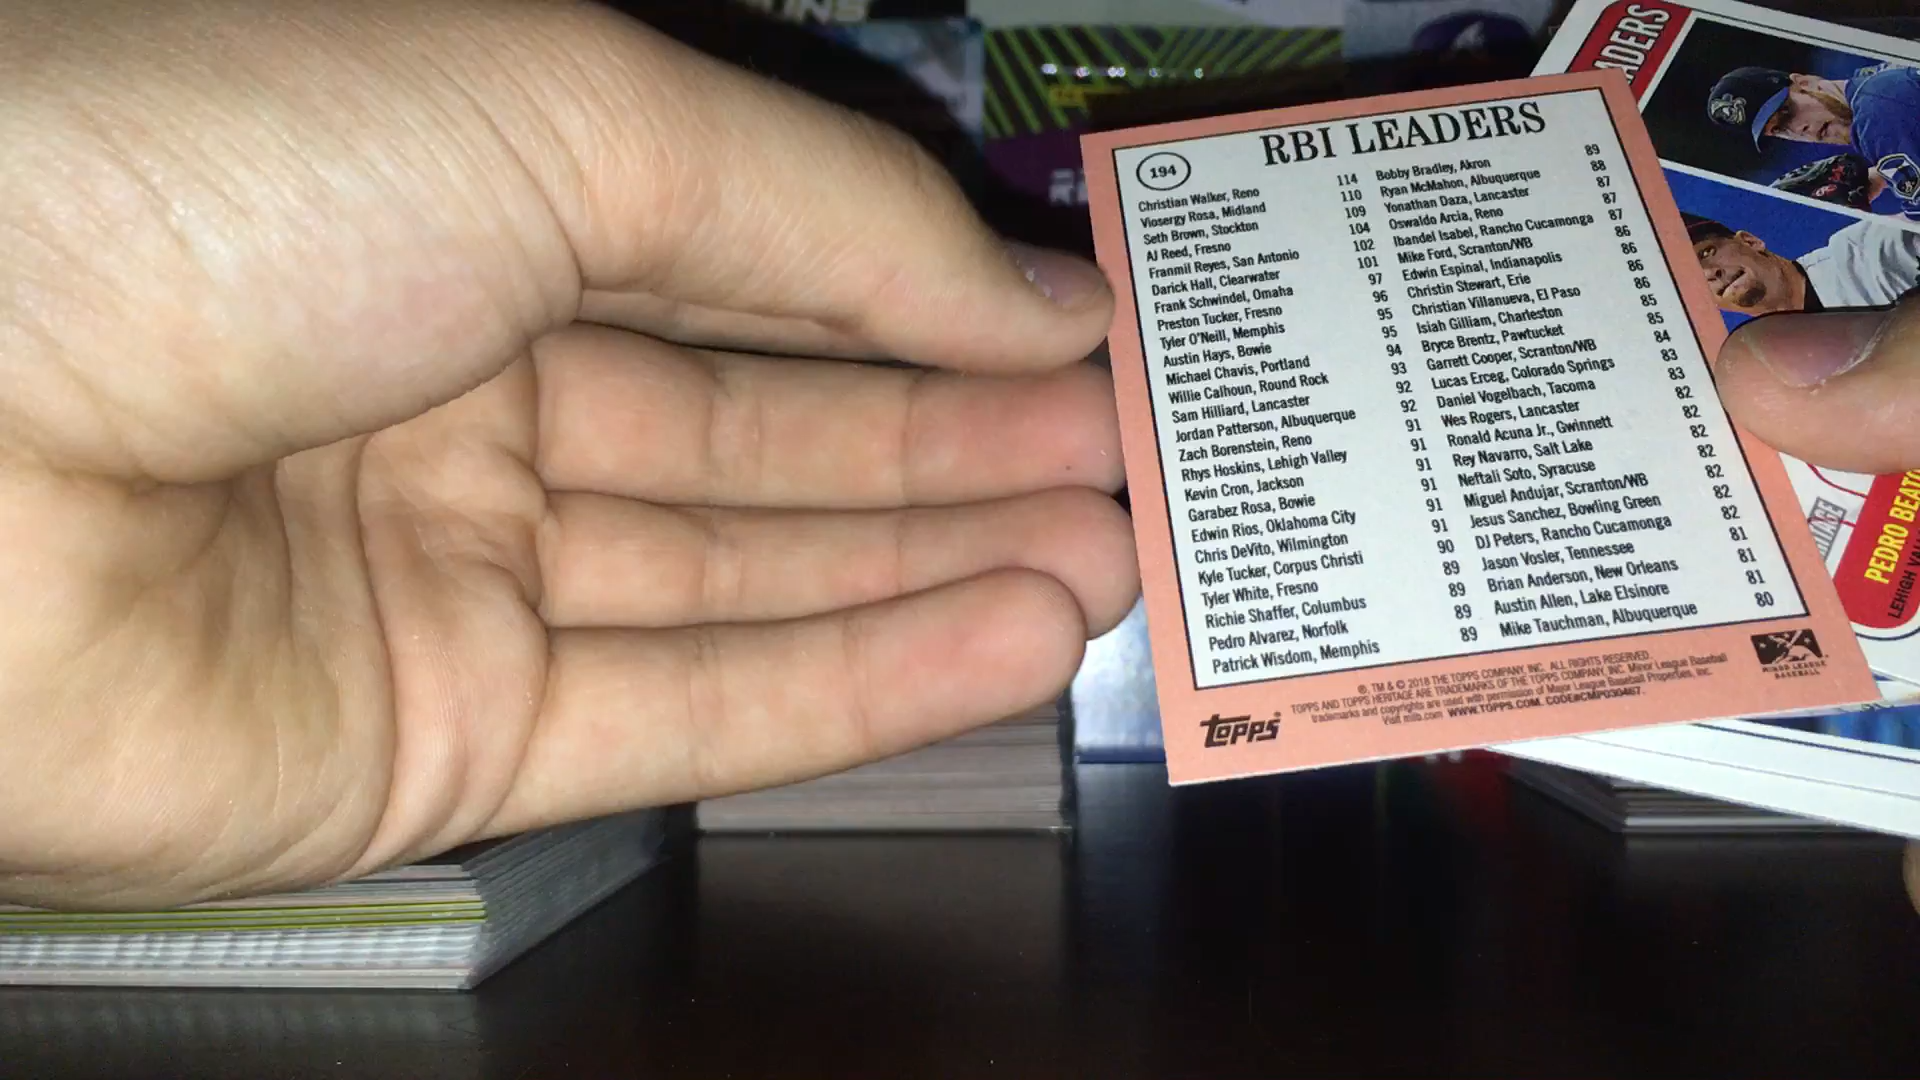 RBI LEADERS
194
Christian Walker, Reno 114
Viosergy Rosa, Midland 110
Seth Brown, Stockton 109
AJ Reed, Fresno 104
Franmil Reyes, San Antonio 102
Darick Hall, Clearwater 101
Frank Schwindel, Omaha 97
Preston Tucker, Fresno 96
Tyler O'Neill, Memphis 95
Austin Hays, Bowie 95
Michael Chavis, Portland 94
Willie Calhoun, Round Rock 93
Sam Hilliard, Lancaster 92
Jordan Patterson, Albuquerque 92
Zach Borenstein, Reno 91
Rhys Hoskins, Lehigh Valley 91
Kevin Cron, Jackson 91
Garabez Rosa, Bowie 91
Edwin Rios, Oklahoma City 91
Chris DeVito, Wilmington 91
Kyle Tucker, Corpus Christi 90
Tyler White, Fresno 89
Richie Shaffer, Columbus 89
Pedro Alvarez, Norfolk 89
Patrick Wisdom, Memphis 89
Bobby Bradley, Akron 89
Ryan McMahon, Albuquerque 88
Yonathan Daza, Lancaster 87
Oswaldo Arcia, Reno 87
Ibandel Isabel, Rancho Cucamonga 87
Mike Ford, Scranton/WB 86
Edwin Espinal, Indianapolis 86
Christin Stewart, Erie 86
Christian Villanueva, El Paso 86
Isiah Gilliam, Charleston 85
Bryce Brentz, Pawtucket 85
Garrett Cooper, Scranton/WB 84
Lucas Erceg, Colorado Springs 83
Daniel Vogelbach, Tacoma 83
Wes Rogers, Lancaster 82
Ronald Acuna Jr., Gwinnett 82
Rey Navarro, Salt Lake 82
Neftali Soto, Syracuse 82
Miguel Andujar, Scranton/WB 82
Jesus Sanchez, Bowling Green 82
DJ Peters, Rancho Cucamonga 82
Jason Vosler, Tennessee 81
Brian Anderson, New Orleans 81
Austin Allen, Lake Elsinore 81
Mike Tauchman, Albuquerque 80
®, TM & © 2018 THE TOPPS COMPANY, INC. ALL RIGHTS RESERVED.
TOPPS AND TOPPS HERITAGE ARE TRADEMARKS OF THE TOPPS COMPANY, INC. Minor League Baseball
trademarks and copyrights are used with permission of Major League Baseball Properties, Inc.
Visit milb.com WWW.TOPPS.COM. CODE#CMP030467.
topps
MINOR LEAGUE
BASEBALL
ADERS
PEDRO BEATO
LEHIGH VAL